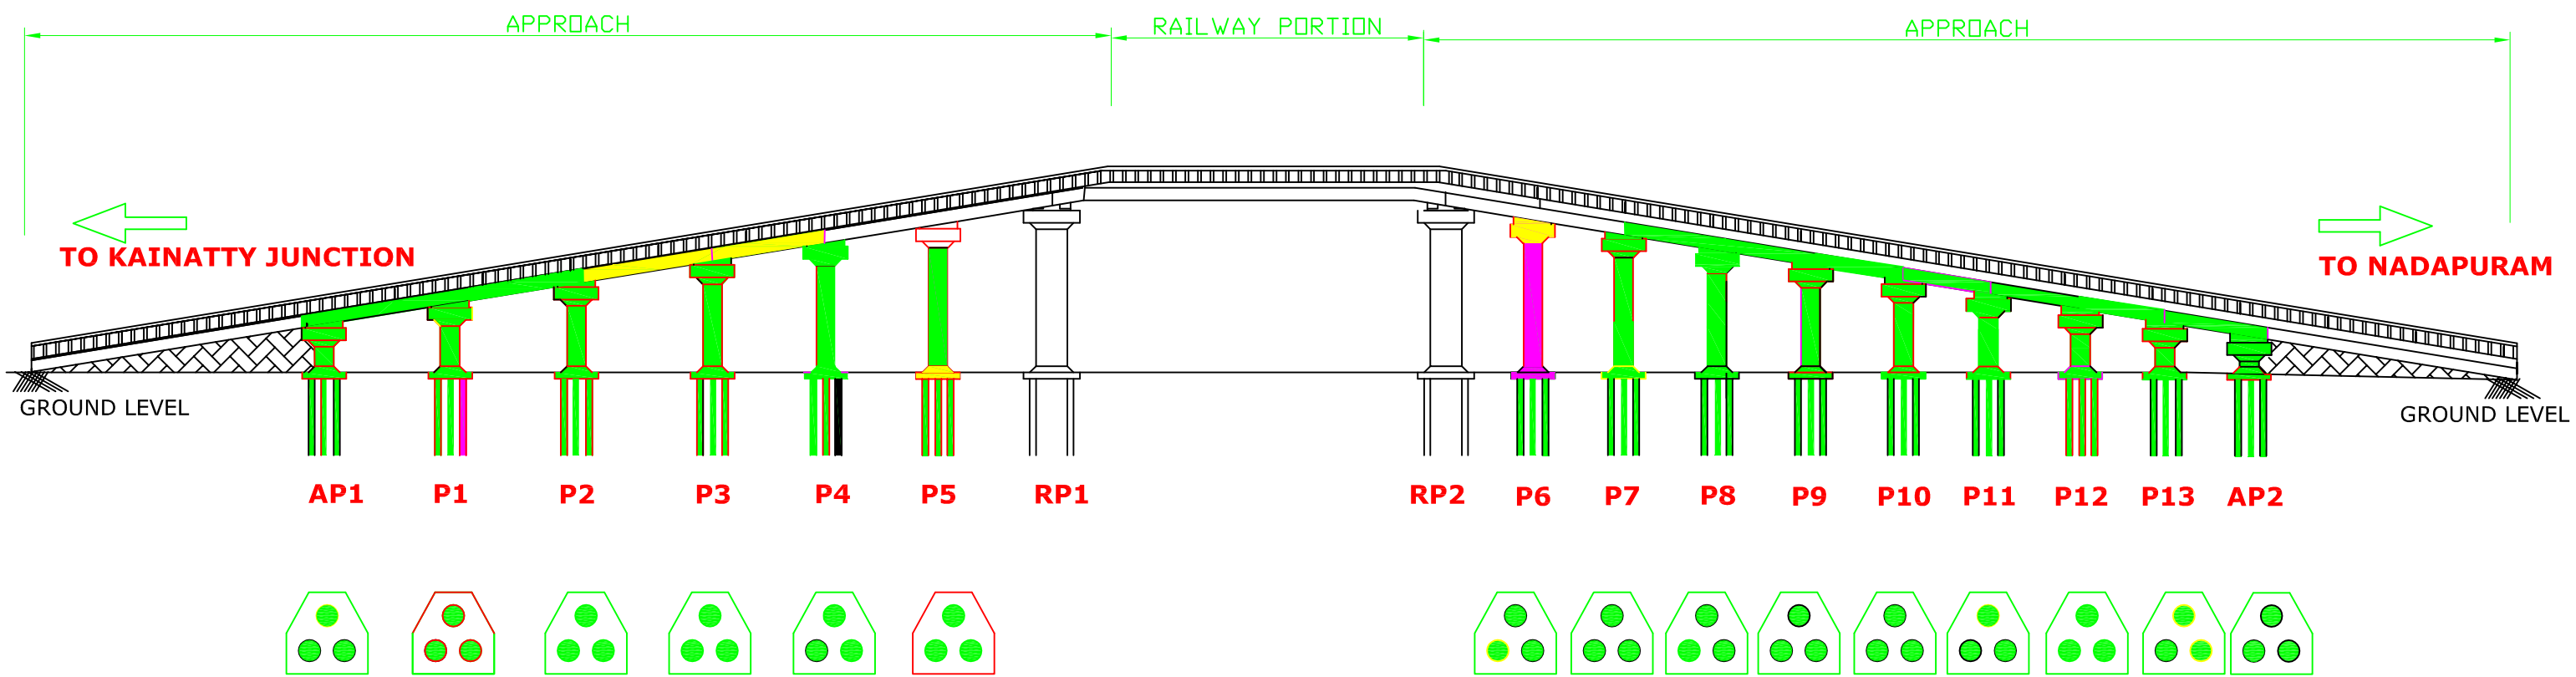 APPROACH
RAILWAY PORTION
APPROACH
TO KAINATTY JUNCTION
TO NADAPURAM
GROUND LEVEL
GROUND LEVEL
AP1 P1 P2 P3 P4 P5 RP1 RP2 P6 P7 P8 P9 P10 P11 P12 P13 AP2